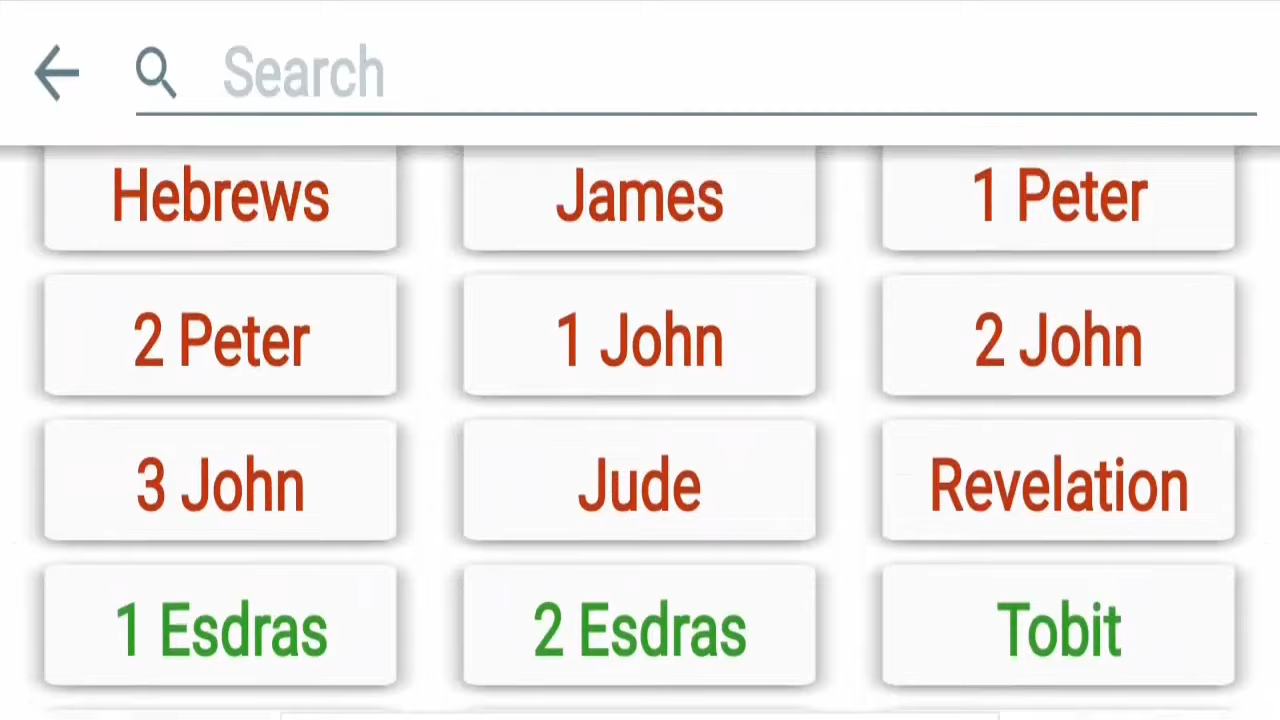 Search
Hebrews James 1 Peter
2 Peter 1 John 2 John
3 John Jude Revelation
1 Esdras 2 Esdras Tobit